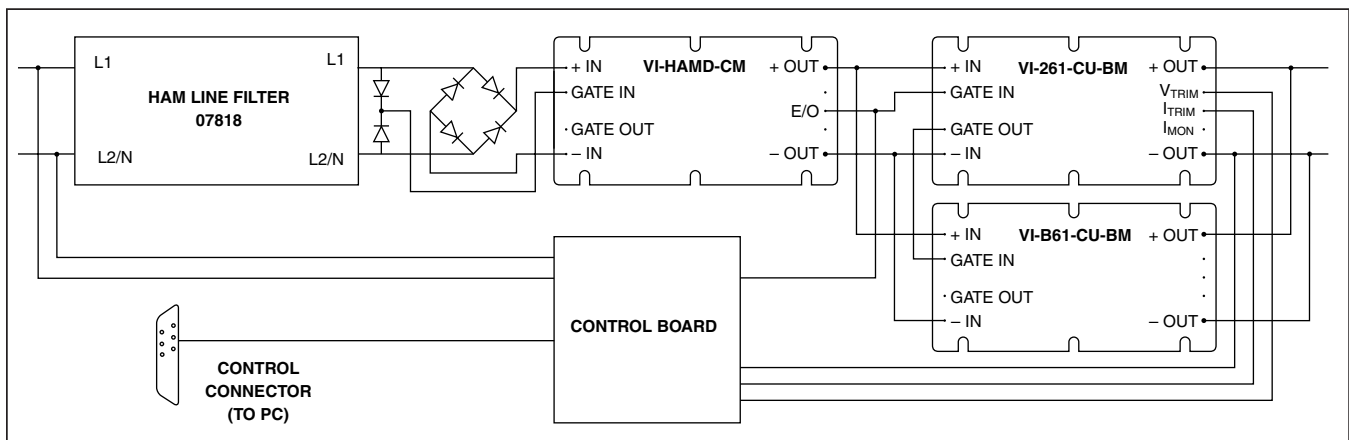 L1
L1
HAM LINE FILTER
07818
L2/N
L2/N
VI-HAMD-CM
+ IN
+ OUT
GATE IN
E/O
GATE OUT
– IN
– OUT
VI-261-CU-BM
+ IN
+ OUT
GATE IN
VTRIM
ITRIM
GATE OUT
IMON
– IN
– OUT
VI-B61-CU-BM
+ IN
+ OUT
GATE IN
GATE OUT
– IN
– OUT
CONTROL BOARD
CONTROL
CONNECTOR
(TO PC)